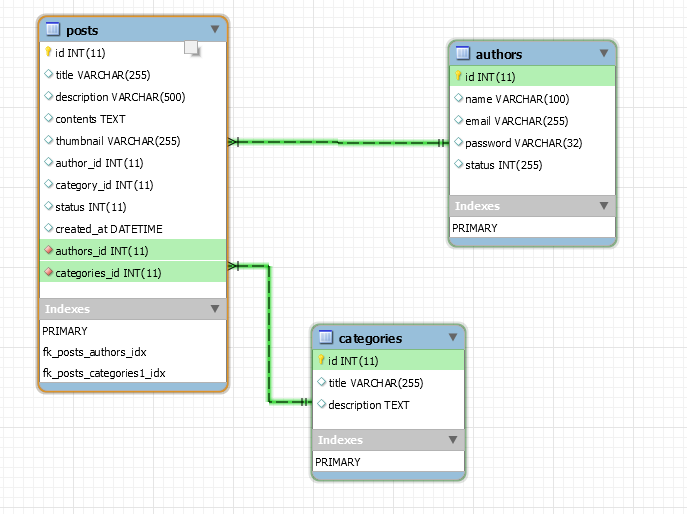 posts
id INT(11)
title VARCHAR(255)
description VARCHAR(500)
contents TEXT
thumbnail VARCHAR(255)
author_id INT(11)
category_id INT(11)
status INT(11)
created_at DATETIME
authors_id INT(11)
categories_id INT(11)
Indexes
PRIMARY
fk_posts_authors_idx
fk_posts_categories1_idx
authors
id INT(11)
name VARCHAR(100)
email VARCHAR(255)
password VARCHAR(32)
status INT(255)
Indexes
PRIMARY
categories
id INT(11)
title VARCHAR(255)
description TEXT
Indexes
PRIMARY